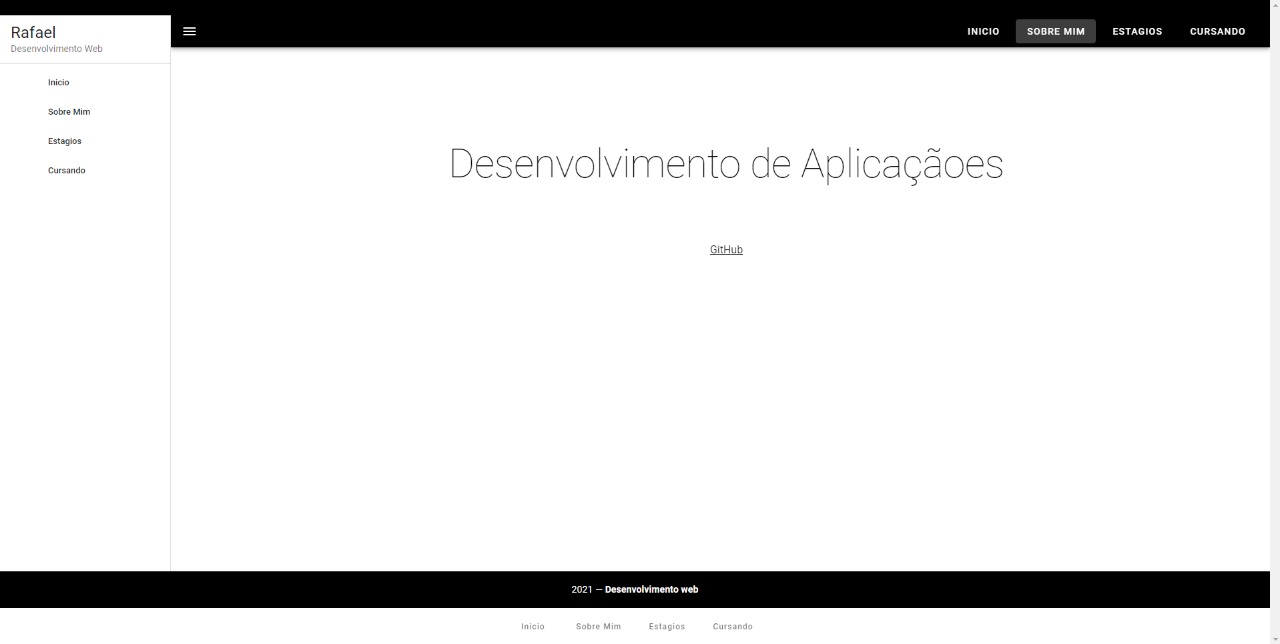 Rafael
Desenvolvimento Web
Inicio
Sobre Mim
Estagios
Cursando
INICIO SOBRE MIM ESTAGIOS CURSANDO
Desenvolvimento de Aplicaçãoes
GitHub
2021 — Desenvolvimento web
Inicio Sobre Mim Estagios Cursando